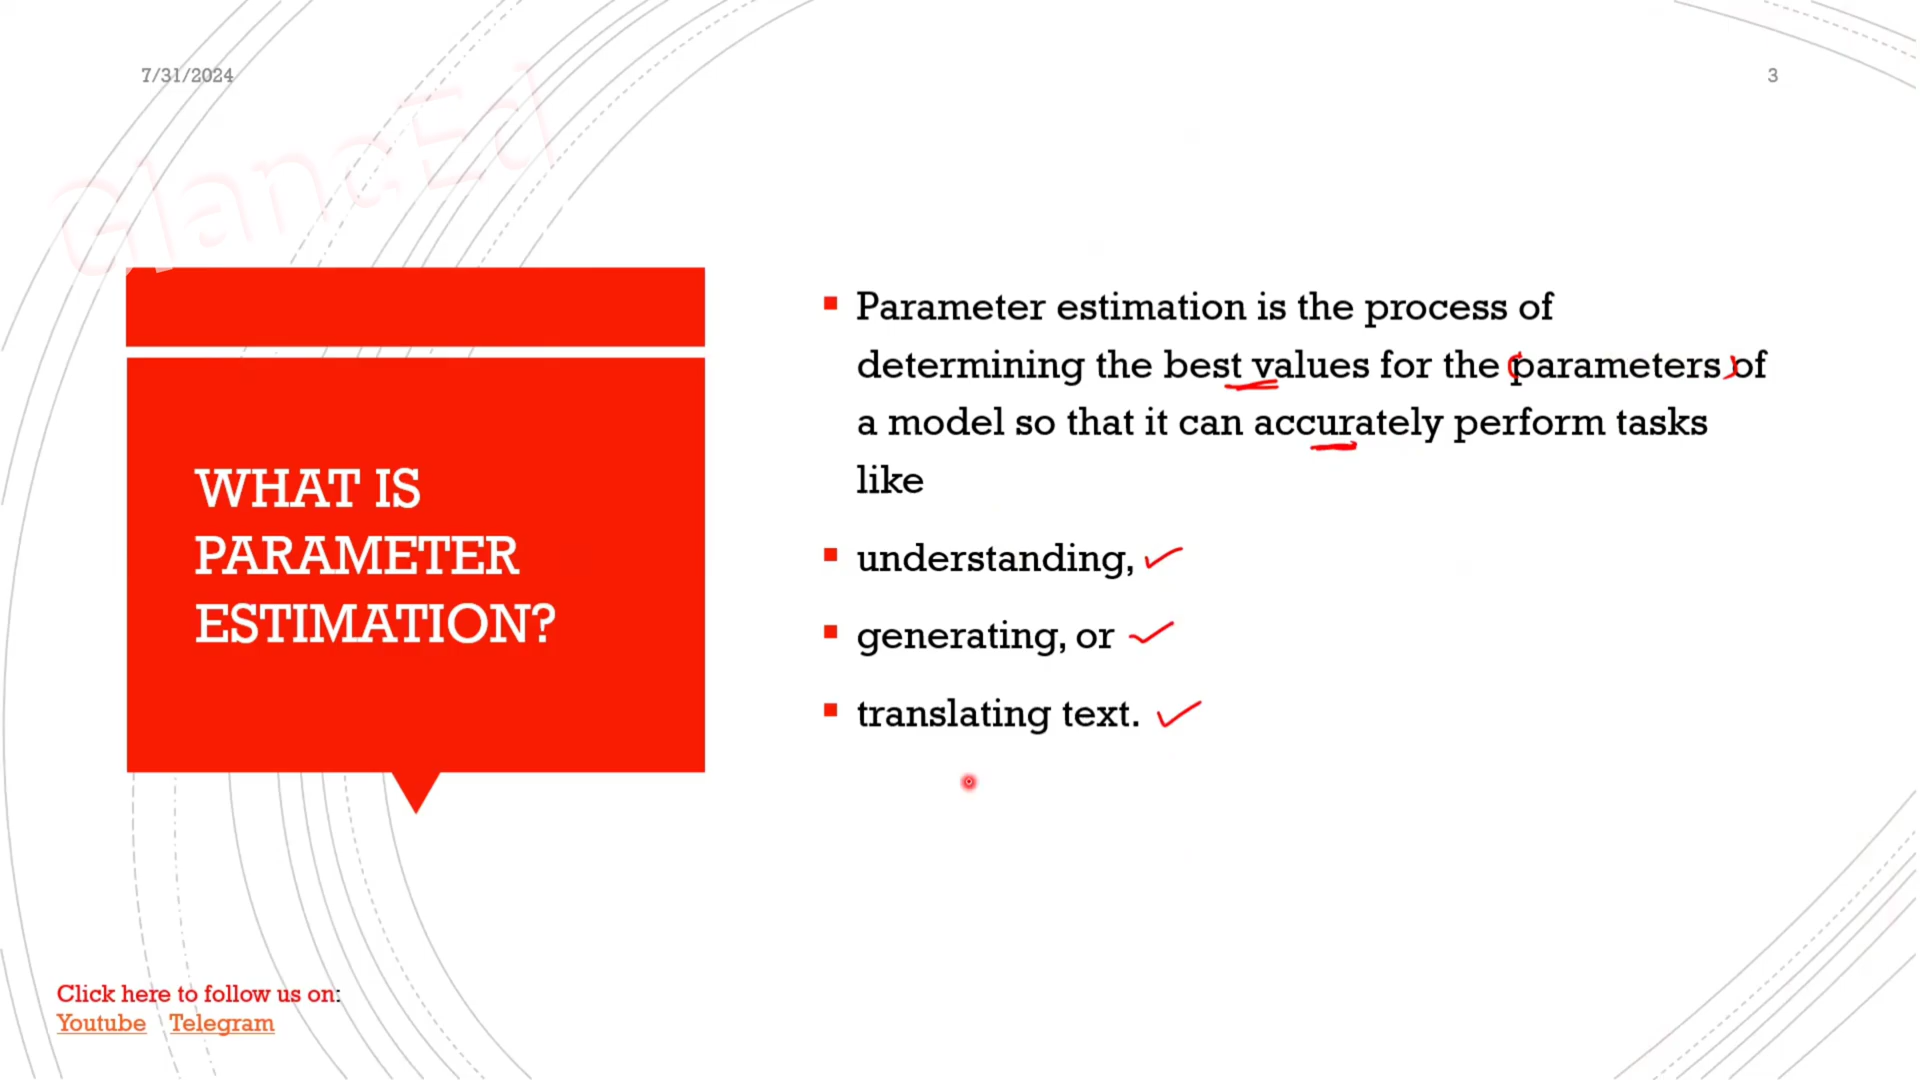 7/31/2024
3
GlancEd
WHAT IS
PARAMETER
ESTIMATION?
Parameter estimation is the process of
determining the best values for the parameters of
a model so that it can accurately perform tasks
like
understanding,
generating, or
translating text.
Click here to follow us on:
Youtube Telegram